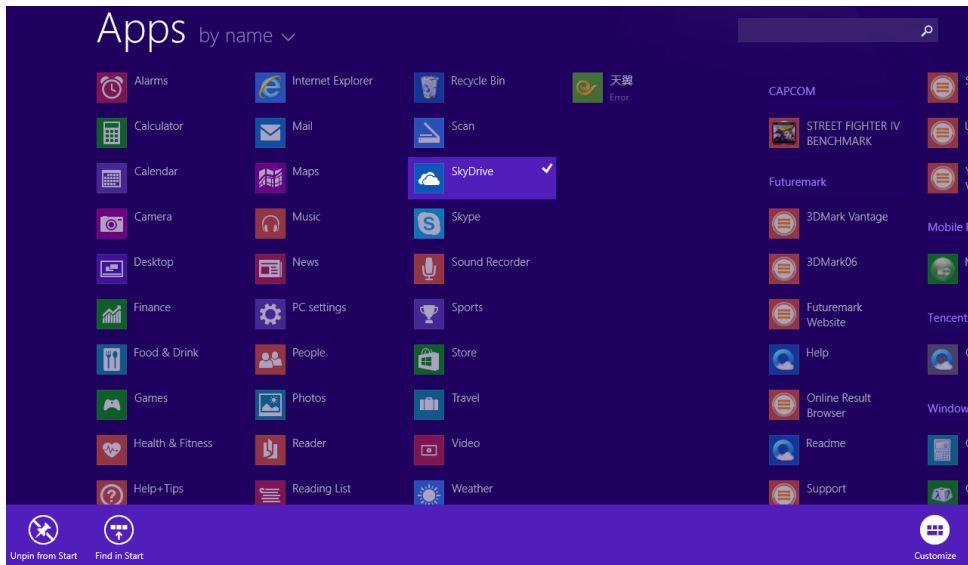 Apps by name
Alarms
Calculator
Calendar
Camera
Desktop
Finance
Food & Drink
Games
Health & Fitness
Help+Tips
Internet Explorer
Mail
Maps
Music
News
PC settings
People
Photos
Reader
Reading List
Recycle Bin
Scan
SkyDrive
Skype
Sound Recorder
Sports
Store
Travel
Video
Weather
天翼
Error
CAPCOM
STREET FIGHTER IV
BENCHMARK
Futuremark
3DMark Vantage
3DMark06
Futuremark
Website
Help
Online Result
Browser
Readme
Support
Mobile
Tencent
Window
Unpin from Start
Find in Start
Customize